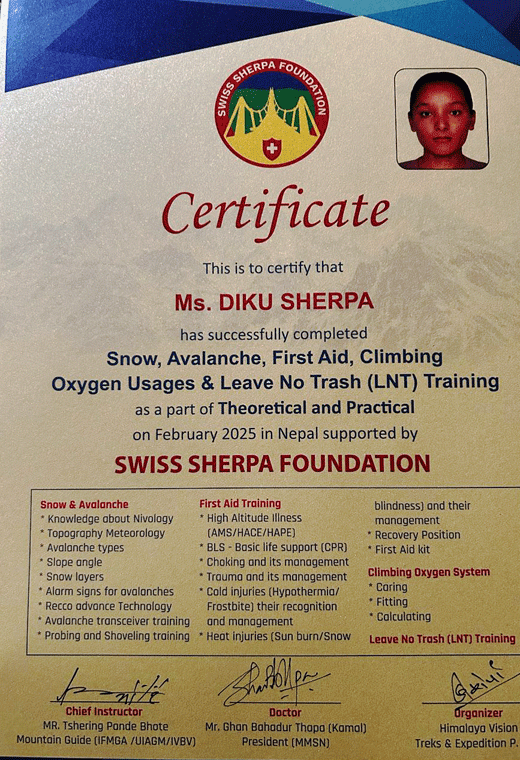 SWISS SHERPA FOUNDATION
Certificate
This is to certify that
Ms. DIKU SHERPA
has successfully completed
Snow, Avalanche, First Aid, Climbing
Oxygen Usages & Leave No Trash (LNT) Training
as a part of Theoretical and Practical
on February 2025 in Nepal supported by
SWISS SHERPA FOUNDATION
Snow & Avalanche
* Knowledge about Nivology
* Topography Meteorology
* Avalanche types
* Slope angle
* Snow layers
* Alarm signs for avalanches
* Recco advance Technology
* Avalanche transceiver training
* Probing and Shoveling training
First Aid Training
* High Altitude Illness
(AMS/HACE/HAPE)
* BLS - Basic life support (CPR)
* Choking and its management
* Trauma and its management
* Cold injuries (Hypothermia/
Frostbite) their recognition
and management
* Heat injuries (Sun burn/Snow
blindness) and their
management
* Recovery Position
* First Aid kit
Climbing Oxygen System
* Caring
* Fitting
* Calculating
Leave No Trash (LNT) Training
Chief Instructor
MR. Tshering Pande Bhote
Mountain Guide (IFMGA /UIAGM/IVBV)
Doctor
Mr. Ghan Bahadur Thapa (Kamal)
President (MMSN)
Organizer
Himalaya Vision
Treks & Expedition P.